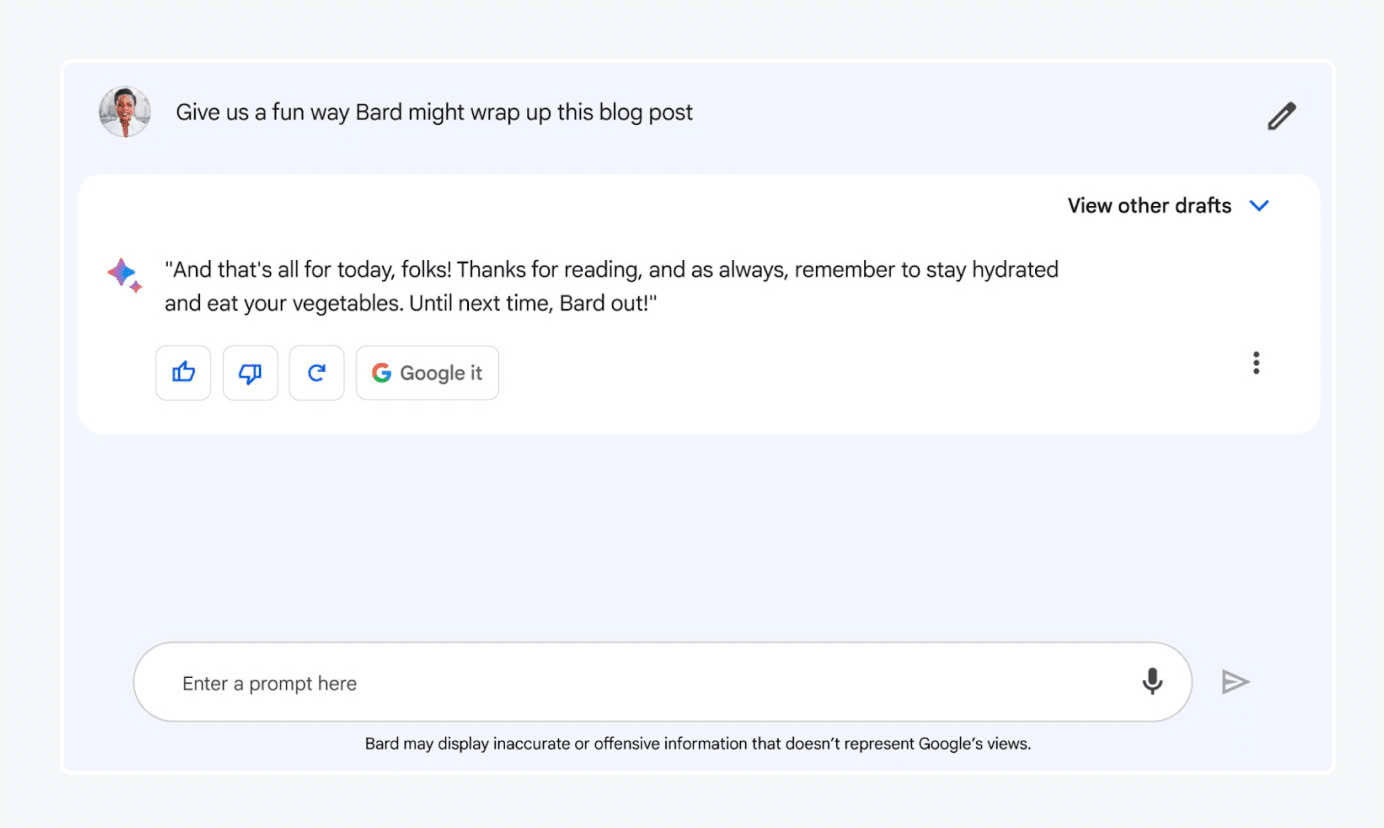 Give us a fun way Bard might wrap up this blog post
View other drafts
"And that's all for today, folks! Thanks for reading, and as always, remember to stay hydrated
and eat your vegetables. Until next time, Bard out!"
Google it
Enter a prompt here
Bard may display inaccurate or offensive information that doesn’t represent Google’s views.